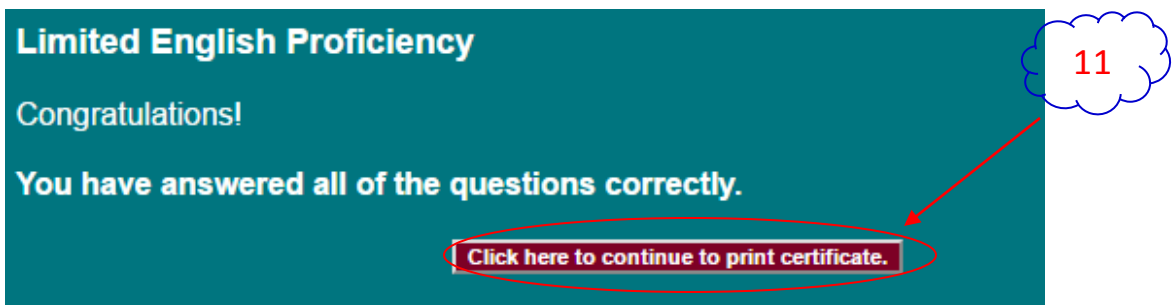 Limited English Proficiency
11
Congratulations!
You have answered all of the questions correctly.
Click here to continue to print certificate.